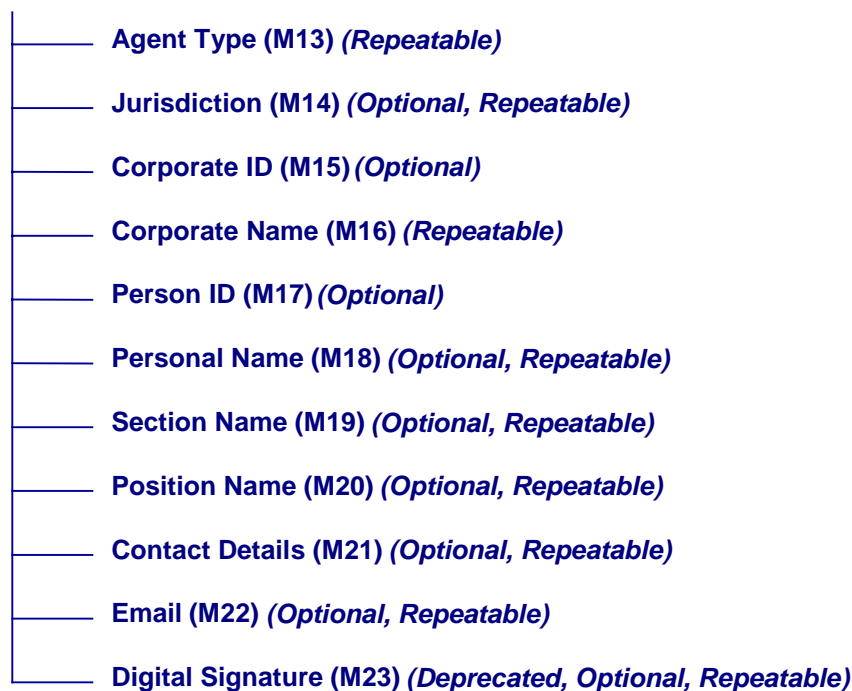 Agent Type (M13) (Repeatable)
Jurisdiction (M14) (Optional, Repeatable)
Corporate ID (M15) (Optional)
Corporate Name (M16) (Repeatable)
Person ID (M17) (Optional)
Personal Name (M18) (Optional, Repeatable)
Section Name (M19) (Optional, Repeatable)
Position Name (M20) (Optional, Repeatable)
Contact Details (M21) (Optional, Repeatable)
Email (M22) (Optional, Repeatable)
Digital Signature (M23) (Deprecated, Optional, Repeatable)